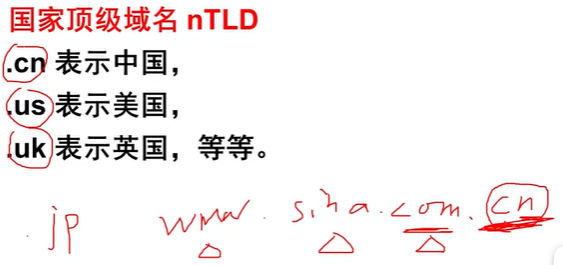 国家顶级域名 nTLD
.cn 表示中国，
.us 表示美国，
.uk 表示英国，等等。
.jp www.sina.com.cn